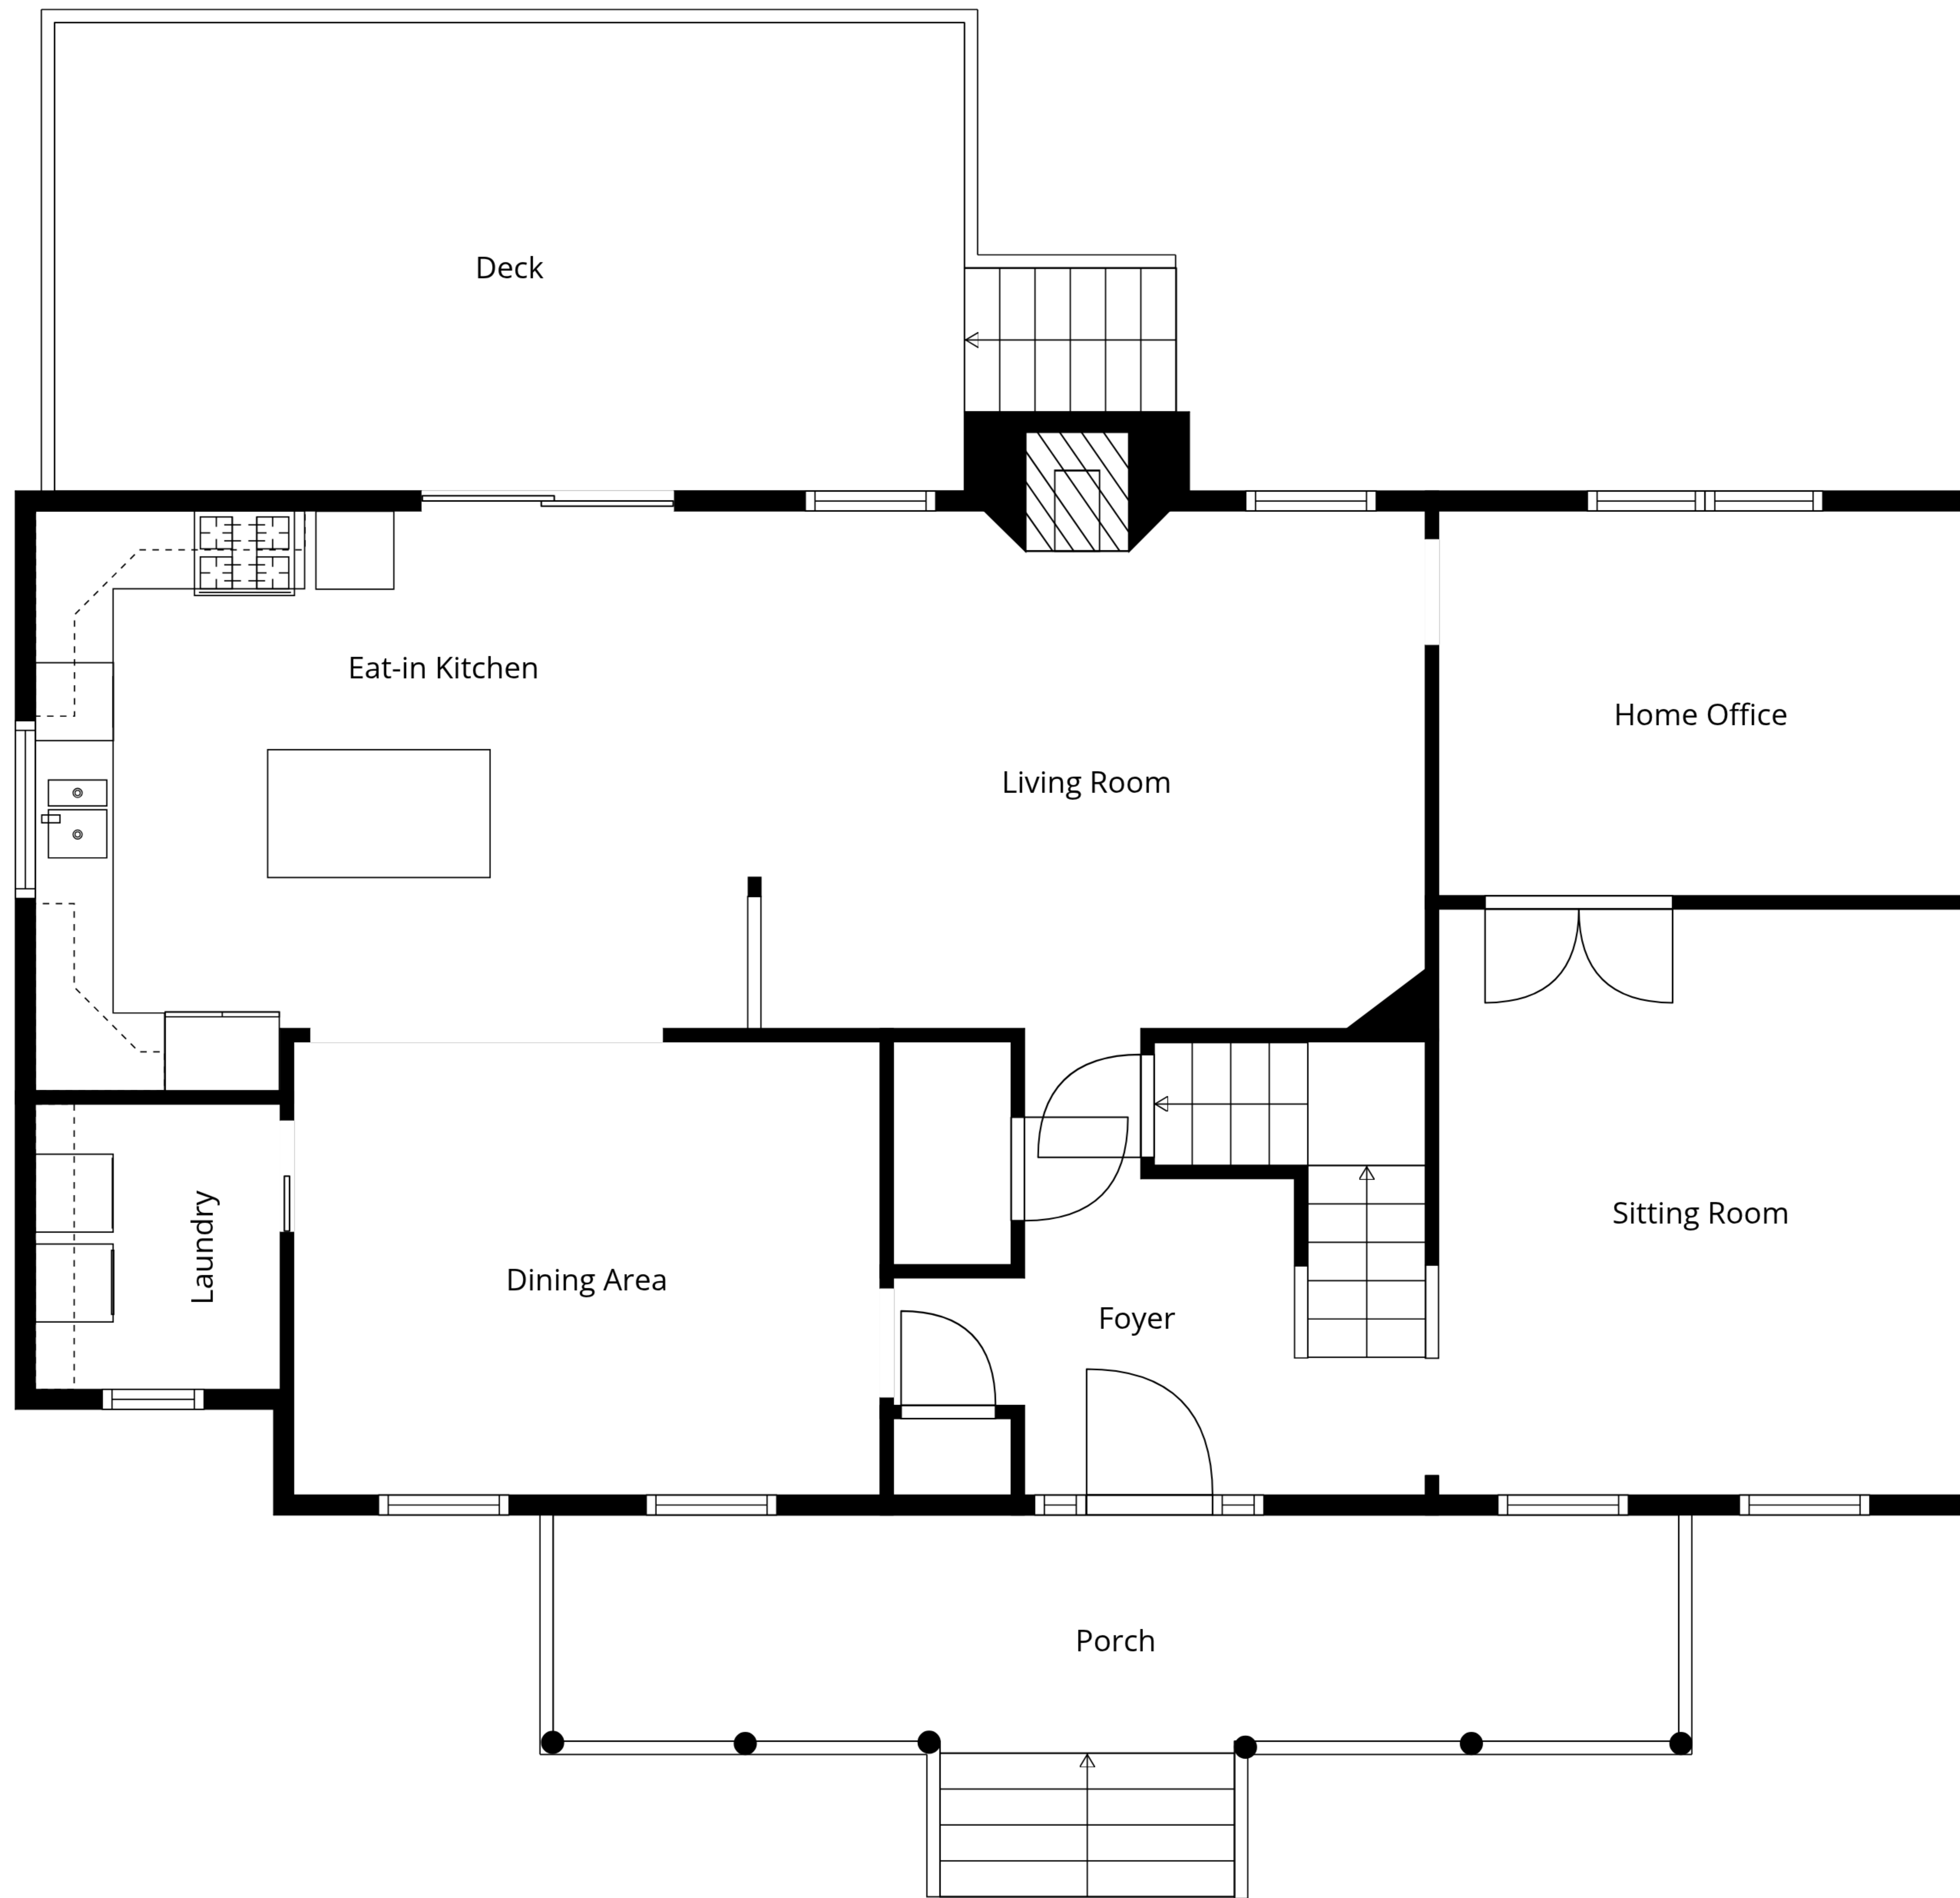 Deck
Eat-in Kitchen
Home Office
Living Room
Laundry
Sitting Room
Dining Area
Foyer
Porch